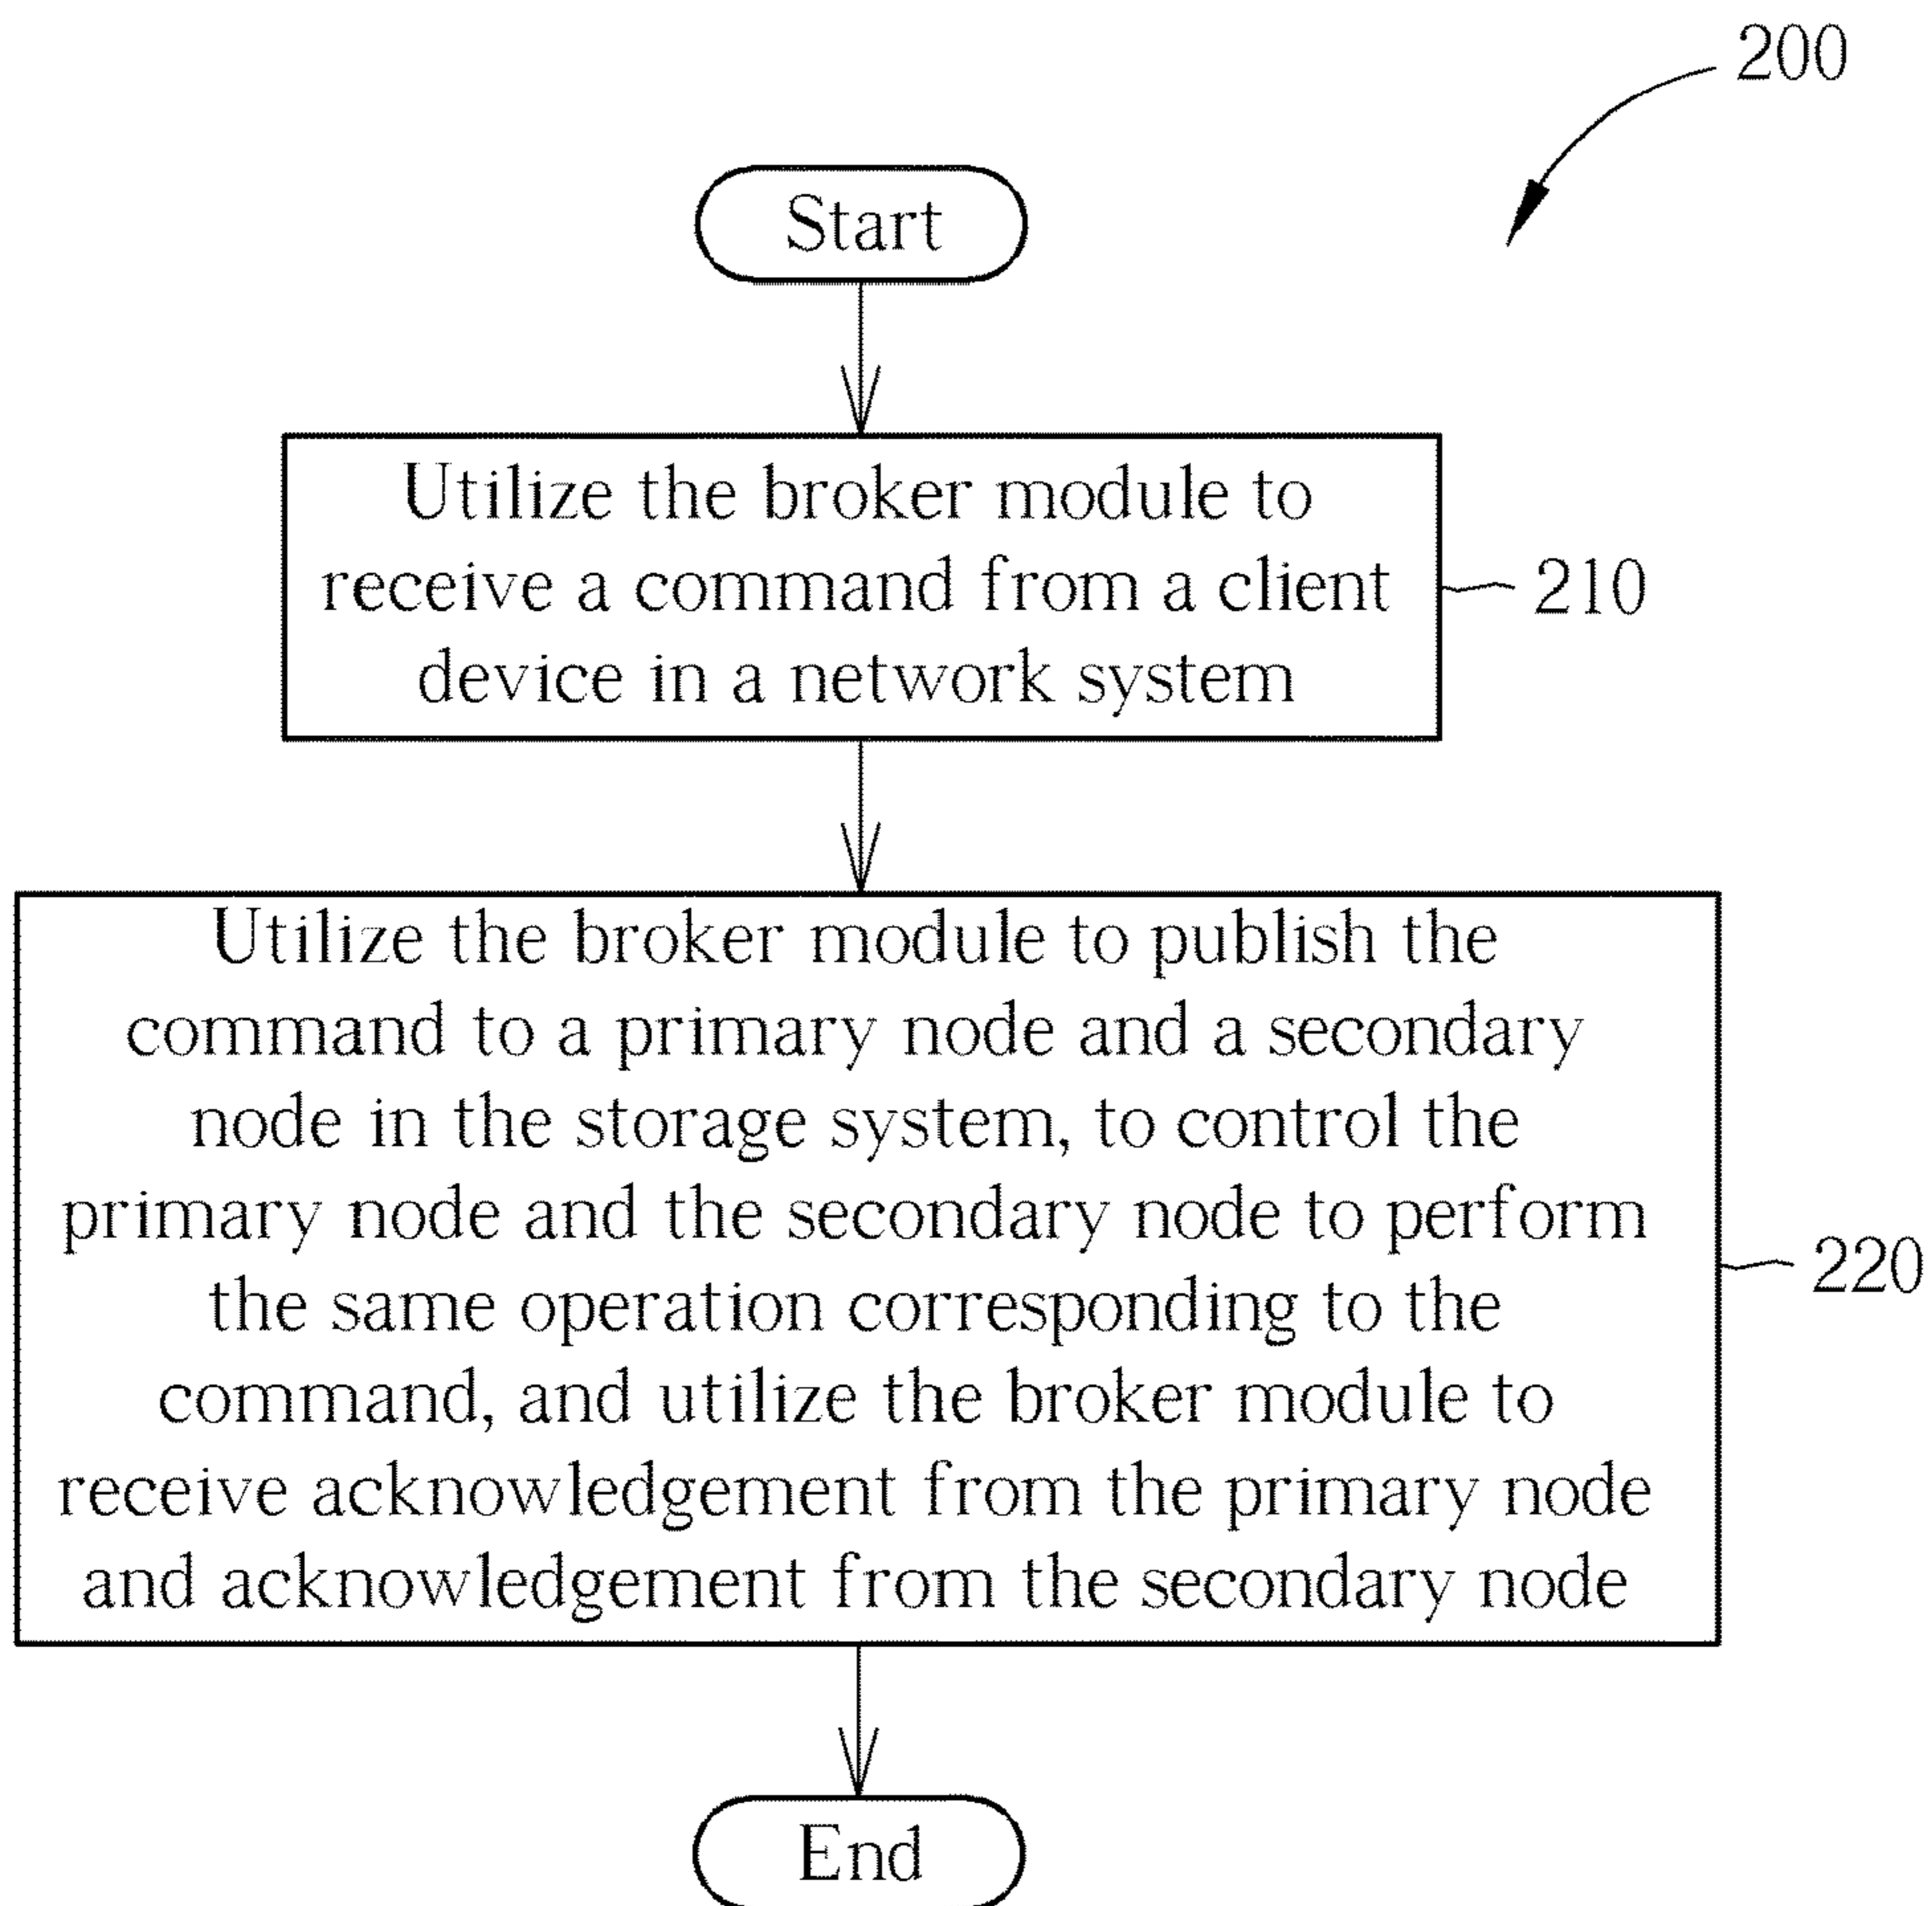 200
Start
Utilize the broker module to
receive a command from a client
device in a network system
210
Utilize the broker module to publish the
command to a primary node and a secondary
node in the storage system, to control the
primary node and the secondary node to perform
the same operation corresponding to the
command, and utilize the broker module to
receive acknowledgement from the primary node
and acknowledgement from the secondary node
220
End